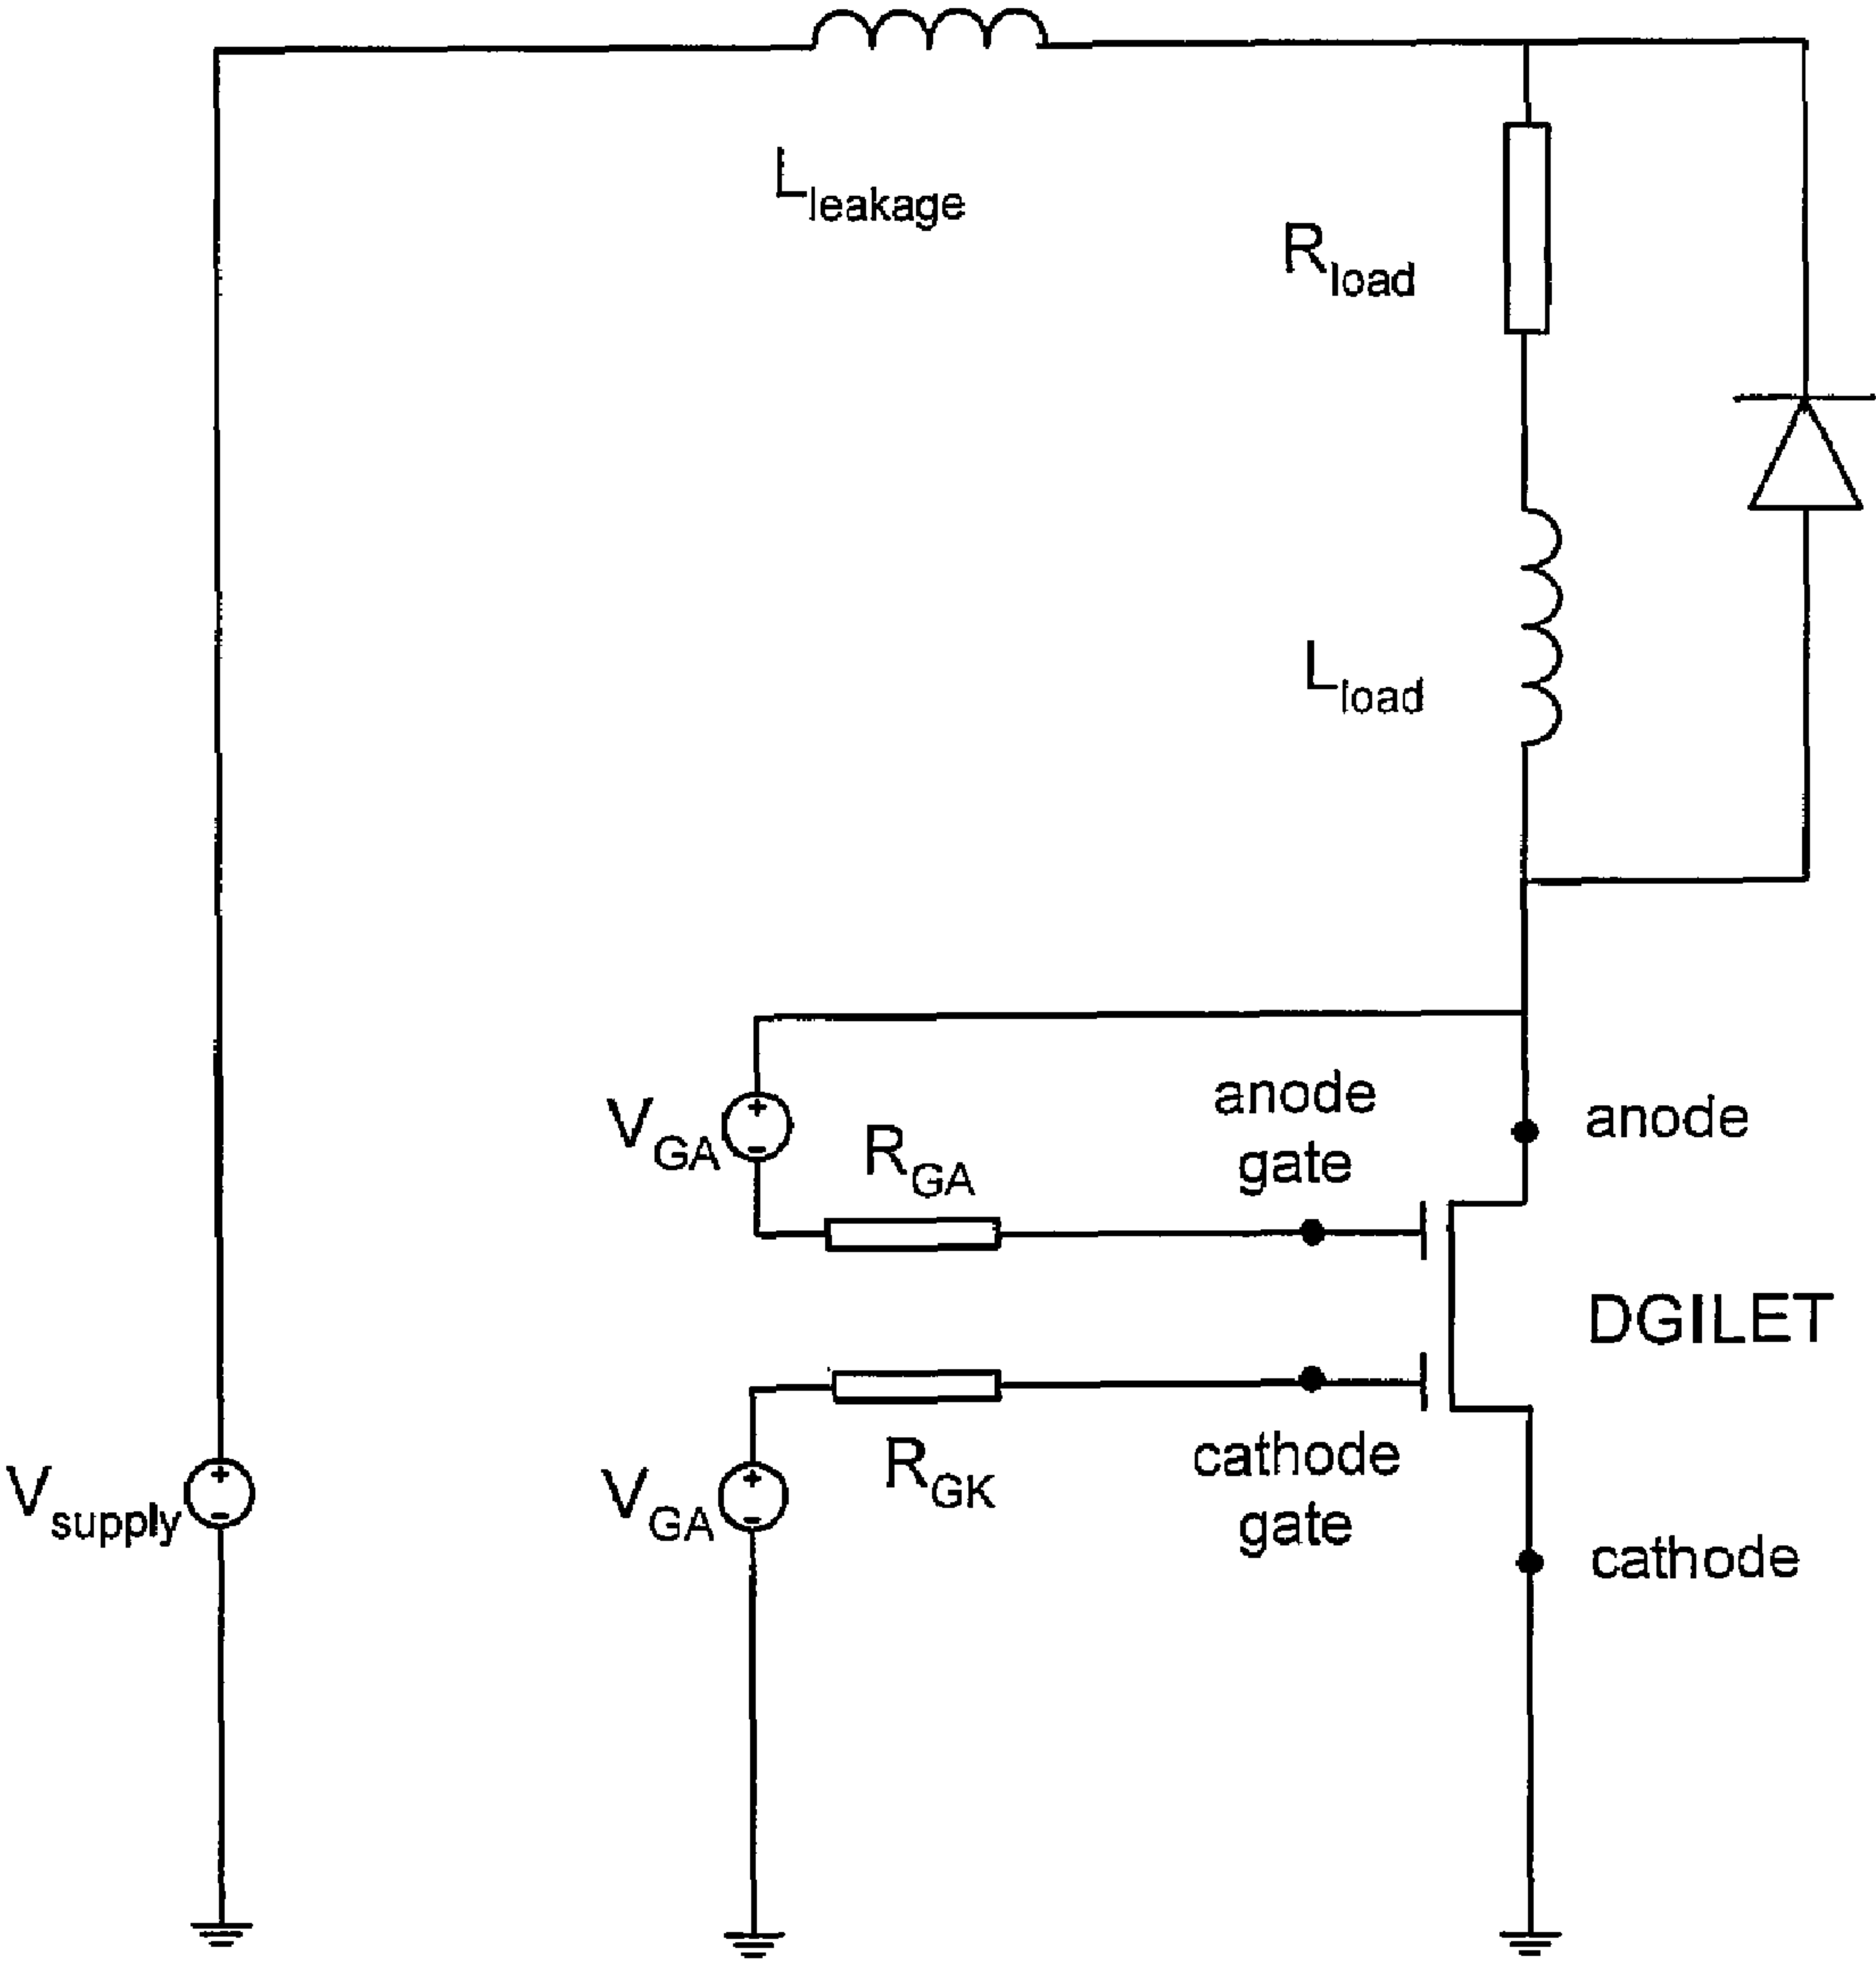 Lleakage
Rload
Lload
VGA
RGA
anode
gate
anode
DGILET
Vsupply
VGA
RGK
cathode
gate
cathode